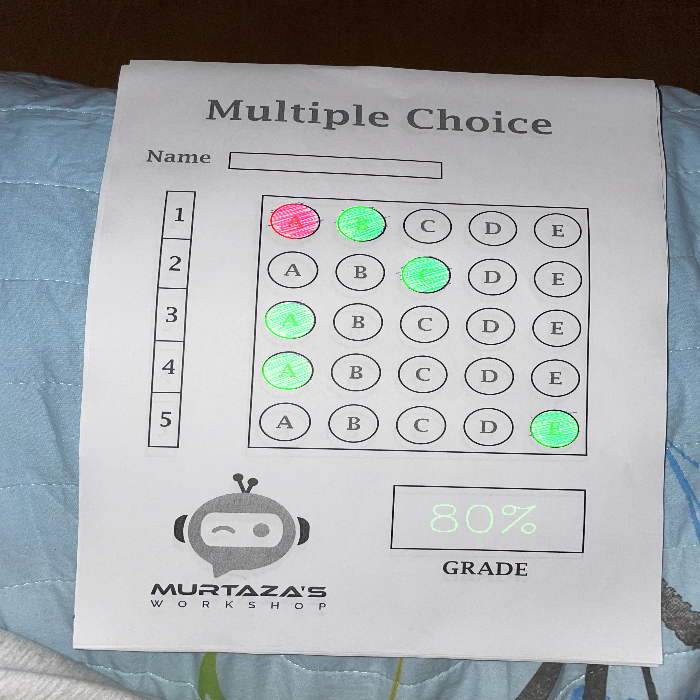 Multiple Choice
Name
1 A B C D E
2 A B C D E
3 A B C D E
4 A B C D E
5 A B C D E
80%
GRADE
MURTAZA'S
WORKSHOP